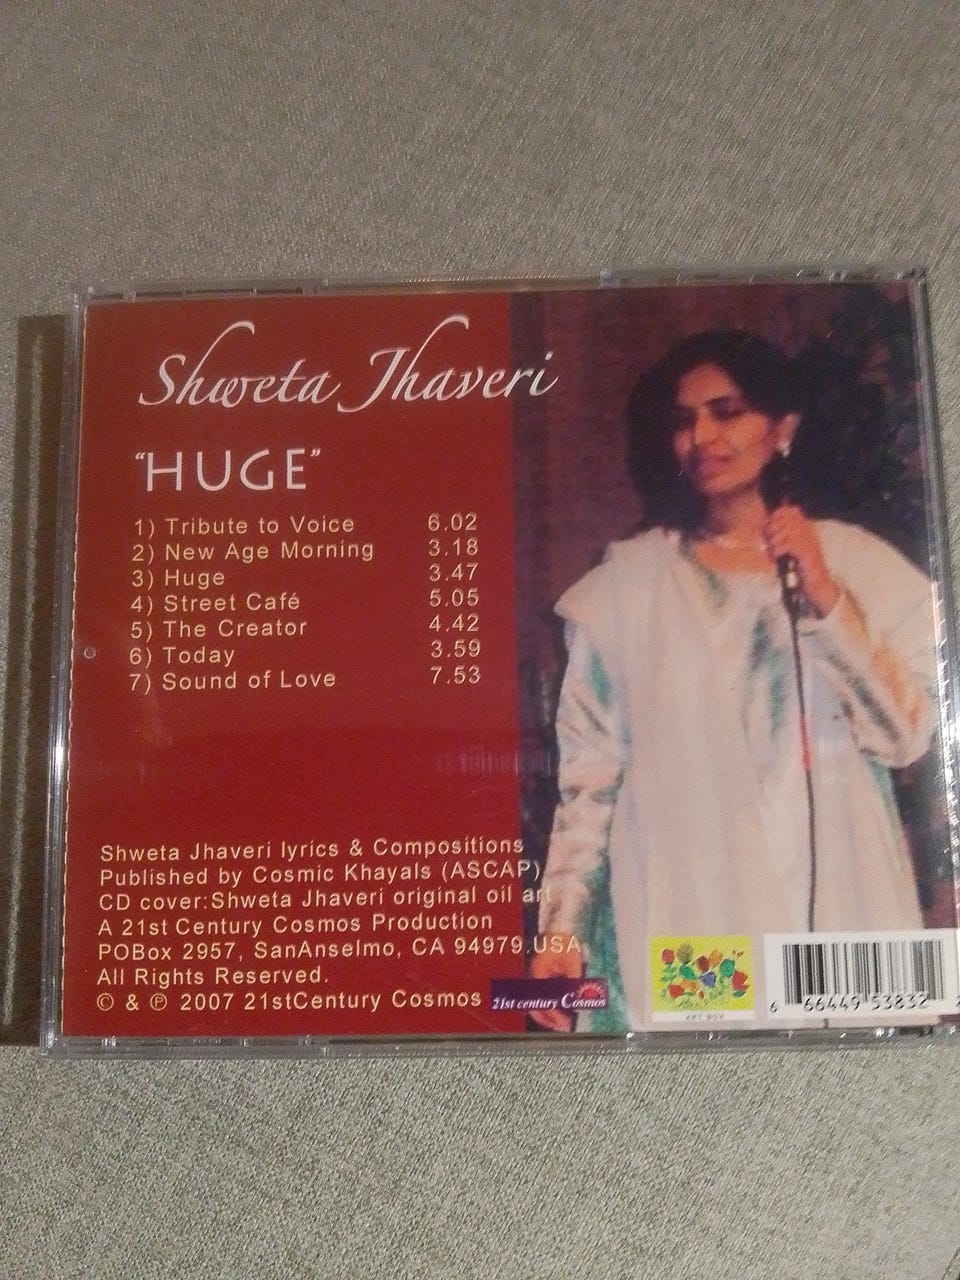 Shweta Jhaveri
“HUGE”
1) Tribute to Voice 6.02
2) New Age Morning 3.18
3) Huge 3.47
4) Street Café 5.05
5) The Creator 4.42
6) Today 3.59
7) Sound of Love 7.53
Shweta Jhaveri lyrics & Compositions
Published by Cosmic Khayals (ASCAP)
CD cover:Shweta Jhaveri original oil art
A 21st Century Cosmos Production
POBox 2957, SanAnselmo, CA 94979.USA
All Rights Reserved.
© & ℗ 2007 21stCentury Cosmos
21st century Cosmos
ART BOY
6 66449 53832 2